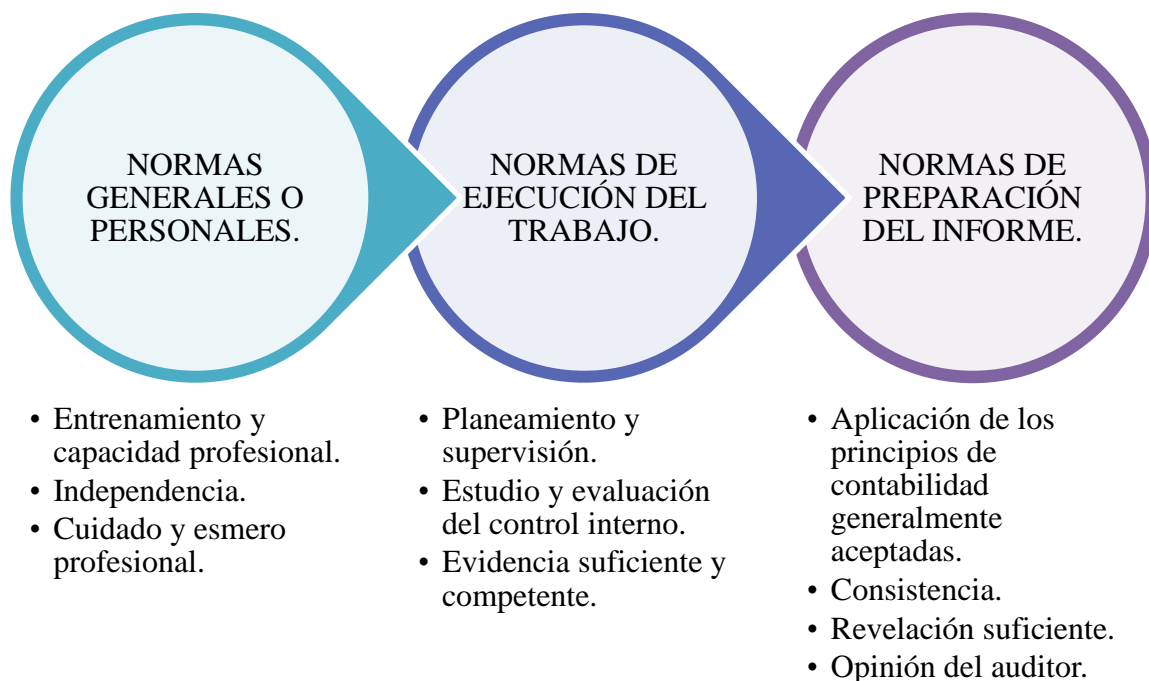 NORMAS
GENERALES O
PERSONALES.
• Entrenamiento y
capacidad profesional.
• Independencia.
• Cuidado y esmero
profesional.
NORMAS DE
EJECUCIÓN DEL
TRABAJO.
• Planeamiento y
supervisión.
• Estudio y evaluación
del control interno.
• Evidencia suficiente y
competente.
NORMAS DE
PREPARACIÓN
DEL INFORME.
• Aplicación de los
principios de
contabilidad
generalmente
aceptadas.
• Consistencia.
• Revelación suficiente.
• Opinión del auditor.